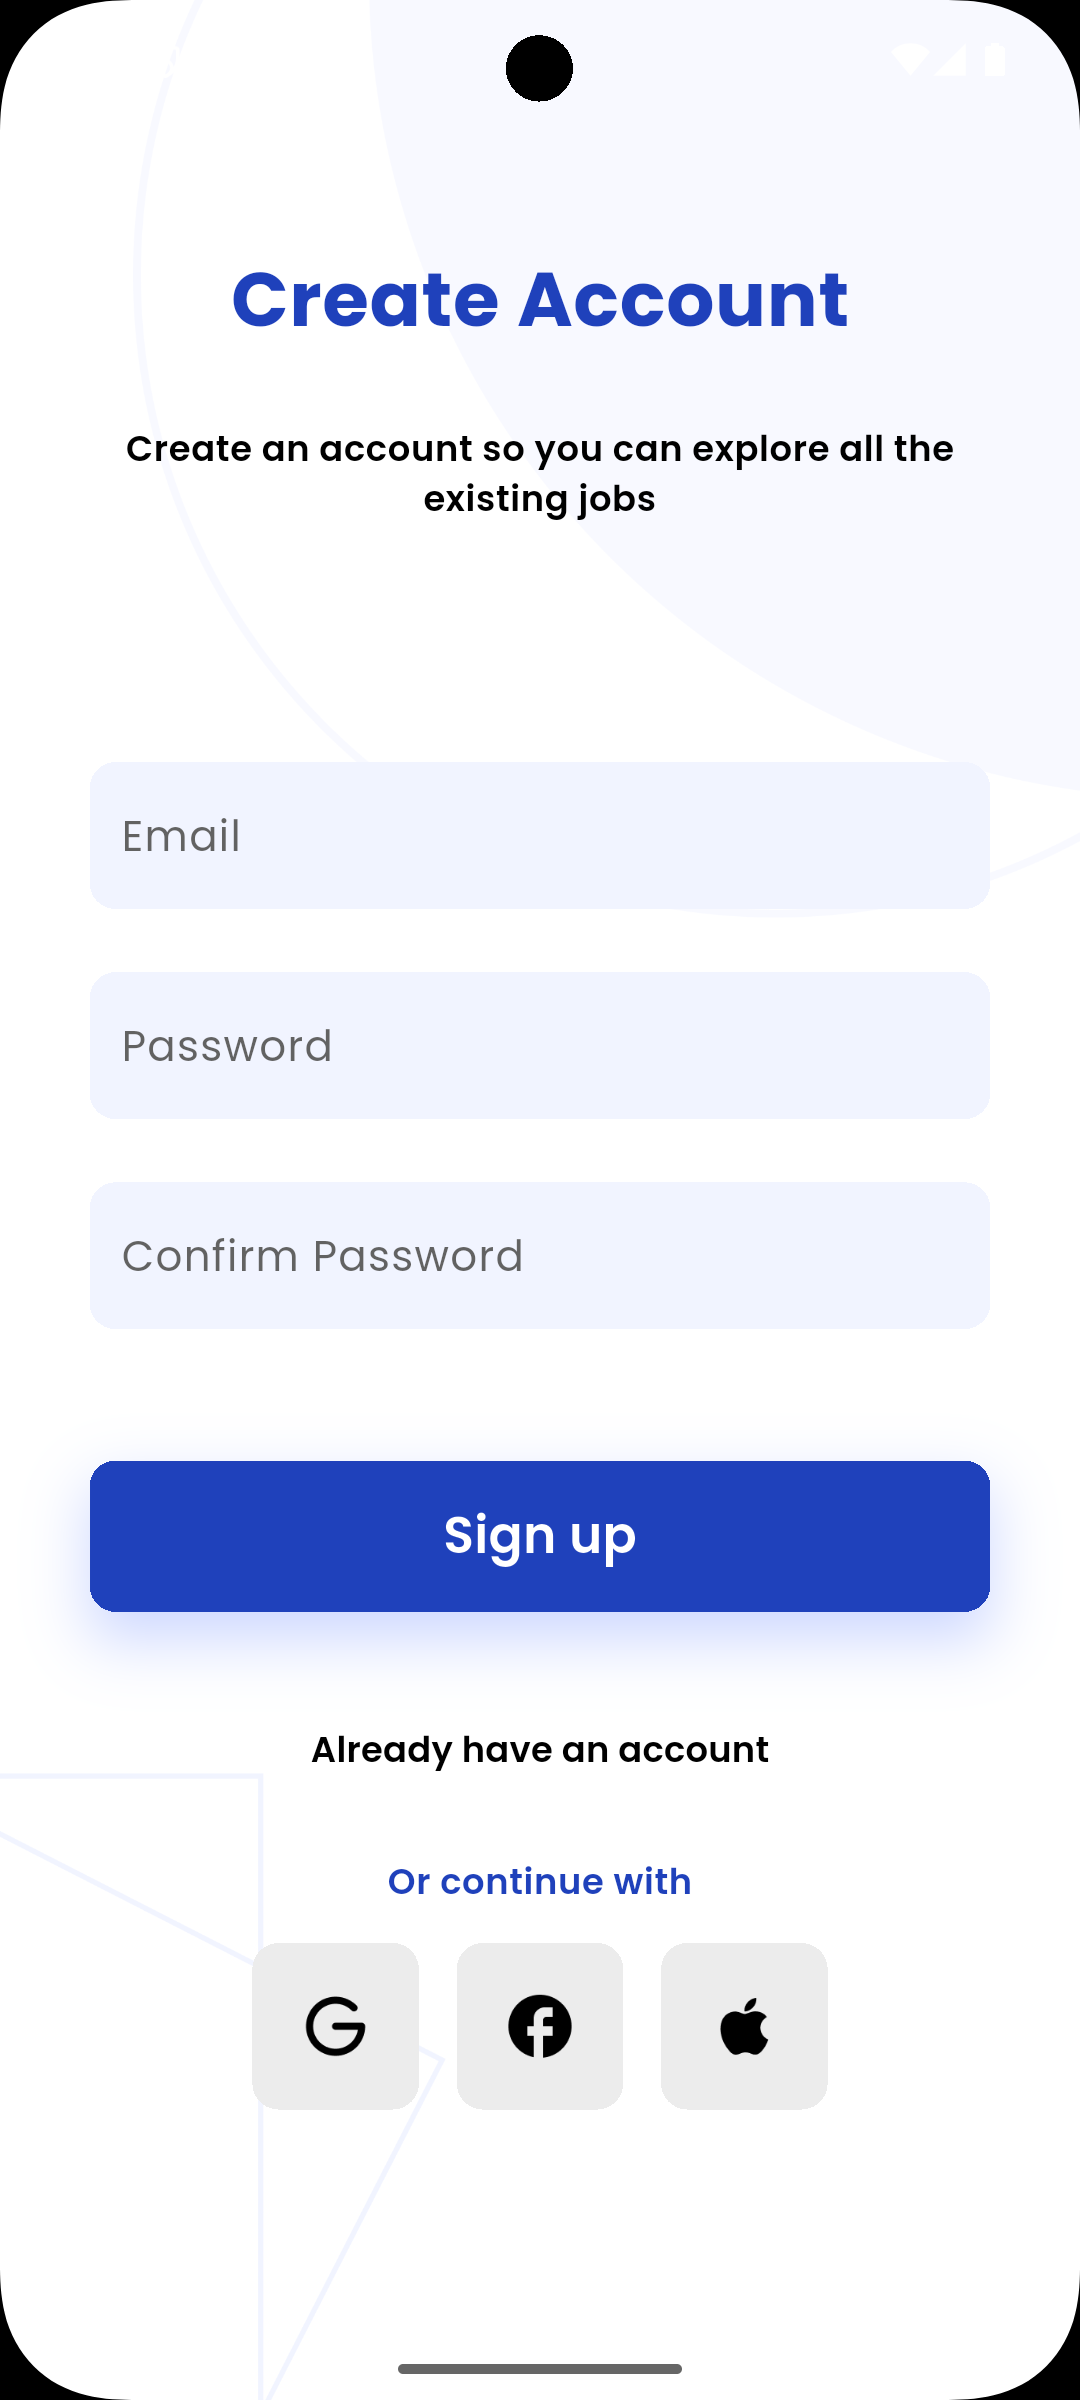 Create Account
Create an account so you can explore all the
existing jobs
Email
Password
Confirm Password
Sign up
Already have an account
Or continue with